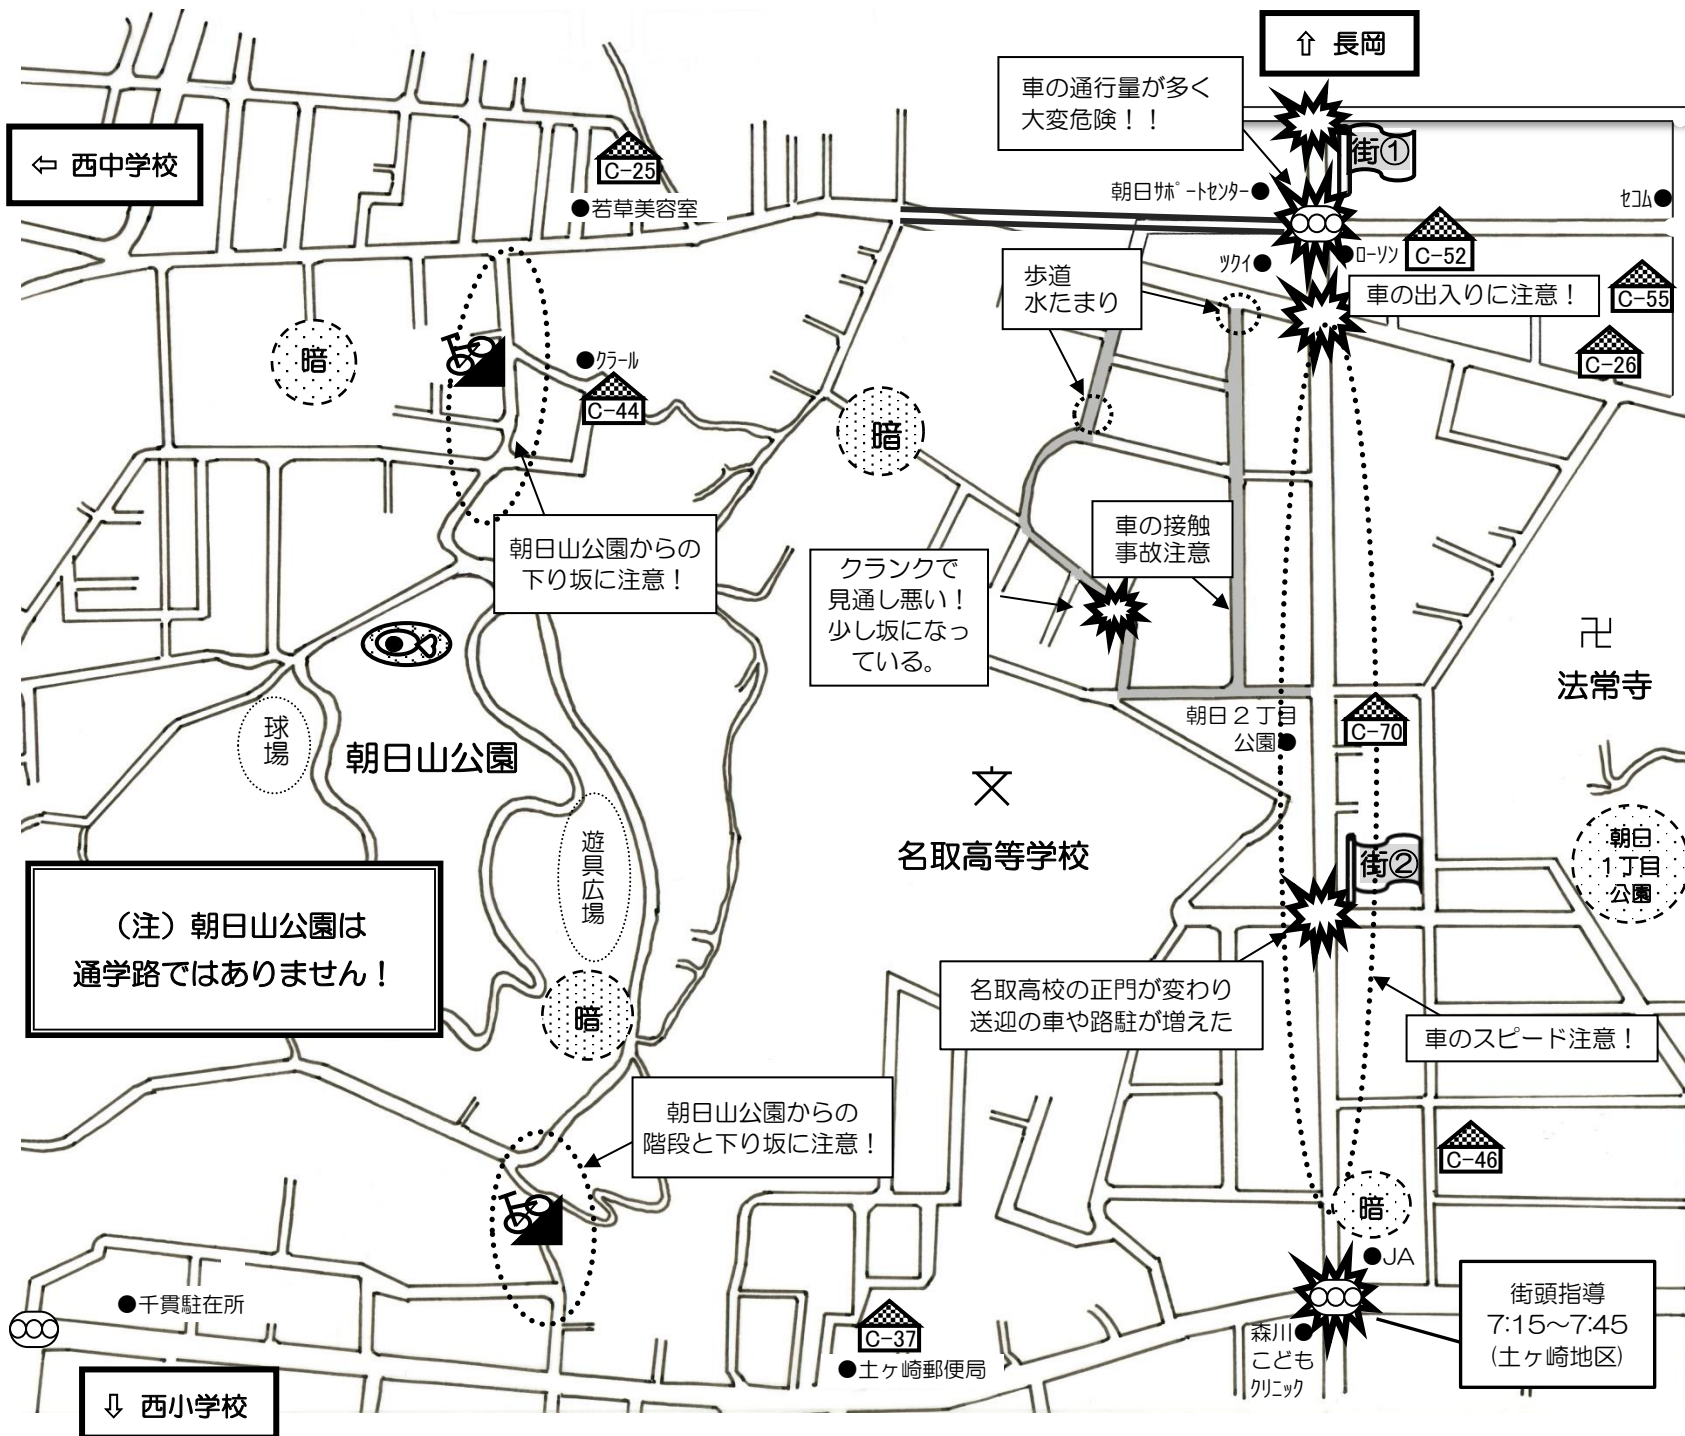 ⇧ 長岡
車の通行量が多く
大変危険！！
⇦ 西中学校
街①
C-25
●若草美容室
朝日ｻﾎﾟｰﾄｾﾝﾀｰ●
ｾｺﾑ●
C-52
●ﾛｰｿﾝ
ﾂｸｲ●
歩道
水たまり
車の出入りに注意！
C-55
C-26
暗
●ｸﾗｰﾙ
C-44
暗
朝日山公園からの
下り坂に注意！
車の接触
事故注意
クランクで
見通し悪い！
少し坂になっ
ている。
卍
法常寺
球場
朝日山公園
朝日２丁目
公園●
C-70
文
名取高等学校
遊具広場
街②
朝日
１丁目
公園
（注）朝日山公園は
通学路ではありません！
暗
名取高校の正門が変わり
送迎の車や路駐が増えた
車のスピード注意！
朝日山公園からの
階段と下り坂に注意！
C-46
暗
●JA
●千貫駐在所
街頭指導
7:15～7:45
(土ヶ崎地区)
C-37
●土ヶ崎郵便局
森川●
こども
ｸﾘﾆｯｸ
⇩ 西小学校